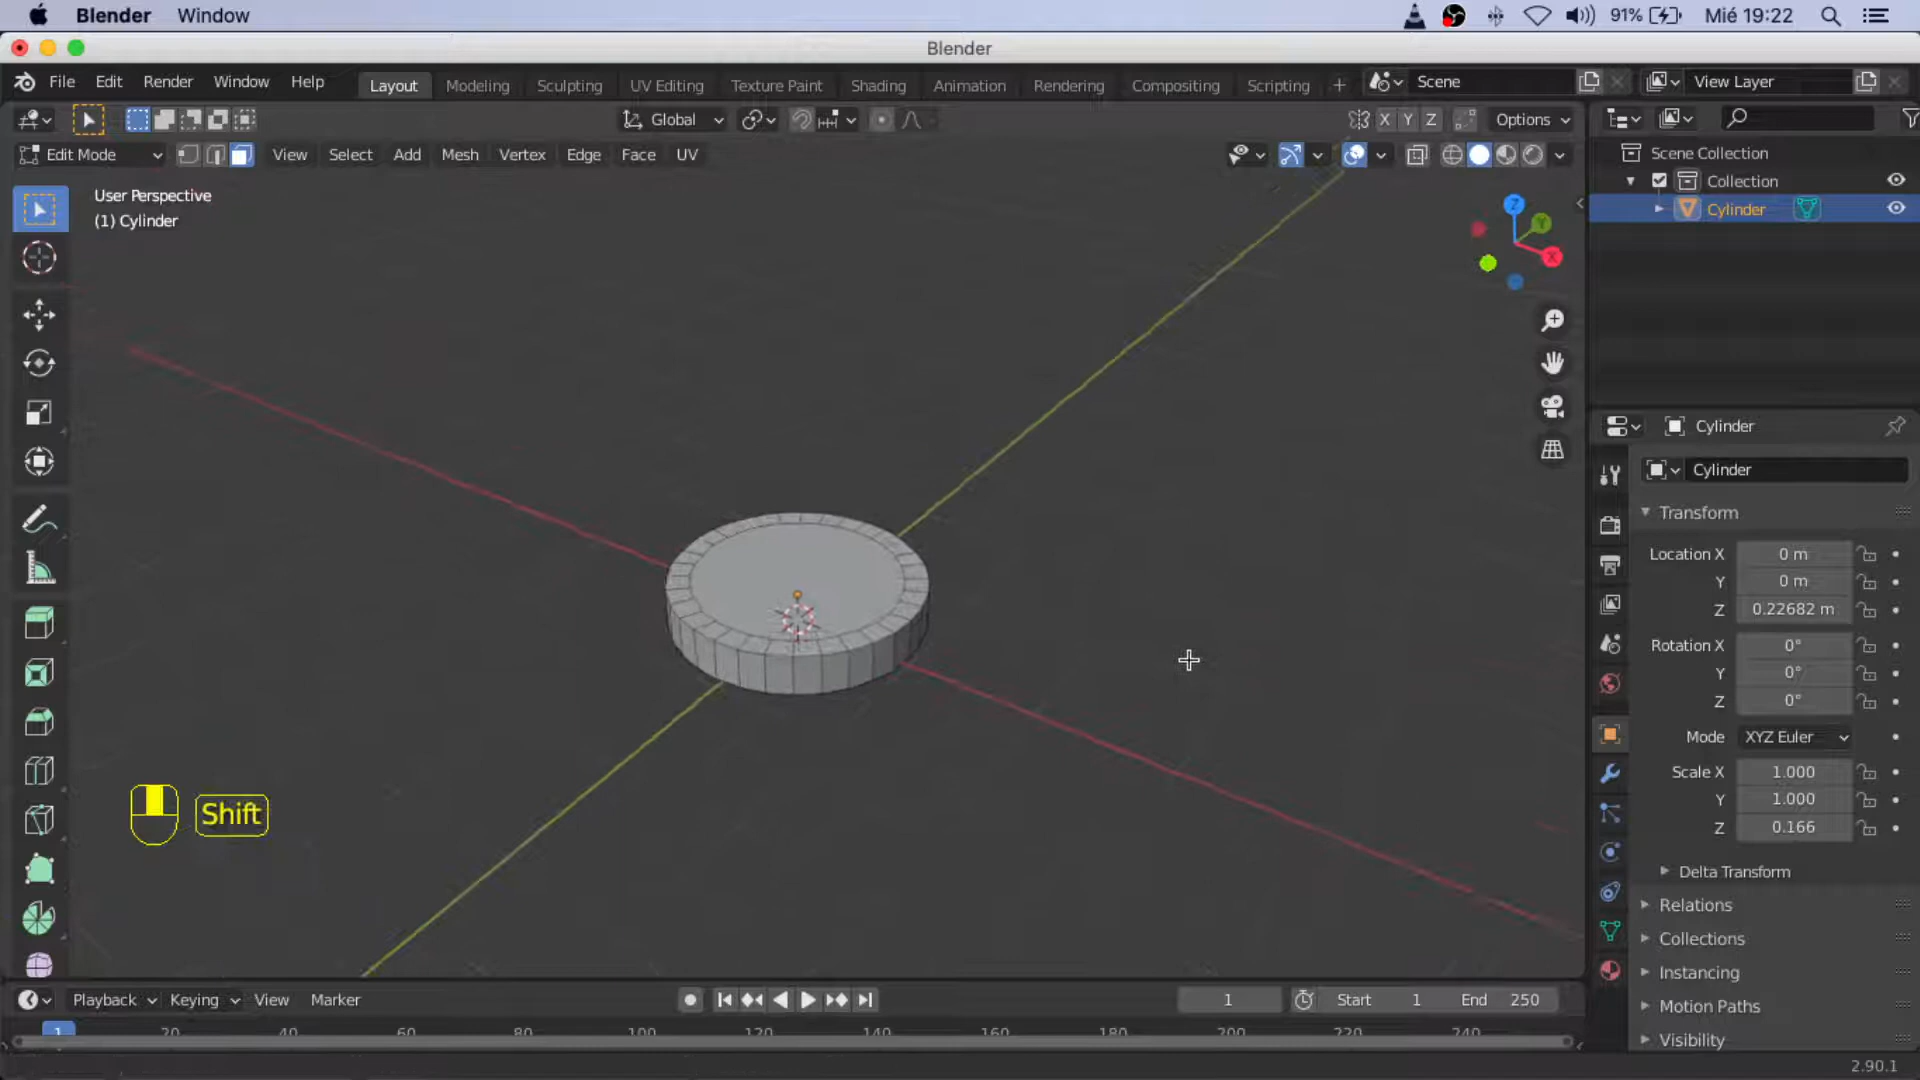 Blender Window 91% Mié 19:22
Blender
File Edit Render Window Help Layout Modeling Sculpting UV Editing Texture Paint Shading Animation Rendering Compositing Scripting + Scene View Layer
Global X Y Z Options
Edit Mode View Select Add Mesh Vertex Edge Face UV
Scene Collection
Collection
Cylinder
User Perspective
(1) Cylinder
Z
Y
X
Cylinder
Cylinder
Transform
Location X 0 m
Y 0 m
Z 0.22682 m
Rotation X 0°
Y 0°
Z 0°
Mode XYZ Euler
Scale X 1.000
Y 1.000
Z 0.166
Delta Transform
Relations
Collections
Instancing
Motion Paths
Visibility
Shift
Playback Keying View Marker 1 Start 1 End 250
1 20 40 60 80 100 120 140 160 180 200 220 240
2.90.1